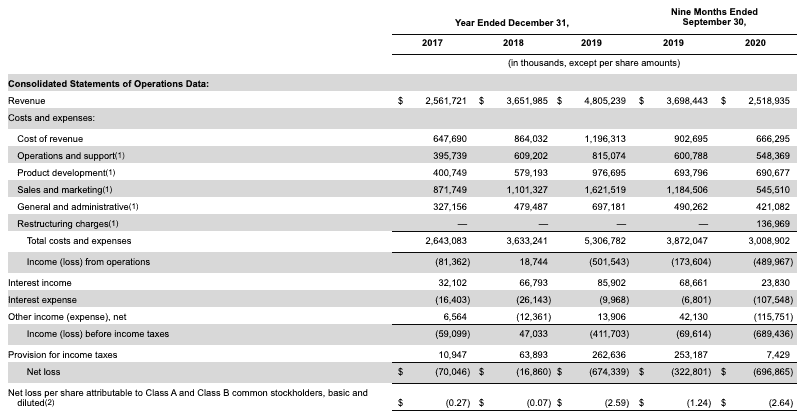 Year Ended December 31,
Nine Months Ended
September 30,
2017 2018 2019 2019 2020
(in thousands, except per share amounts)
Consolidated Statements of Operations Data:
Revenue $ 2,561,721 $ 3,651,985 $ 4,805,239 $ 3,698,443 $ 2,518,935
Costs and expenses:
Cost of revenue 647,690 864,032 1,196,313 902,695 666,295
Operations and support(1) 395,739 609,202 815,074 600,788 548,369
Product development(1) 400,749 579,193 976,695 693,796 690,677
Sales and marketing(1) 871,749 1,101,327 1,621,519 1,184,506 545,510
General and administrative(1) 327,156 479,487 697,181 490,262 421,082
Restructuring charges(1) — — — — 136,969
Total costs and expenses 2,643,083 3,633,241 5,306,782 3,872,047 3,008,902
Income (loss) from operations (81,362) 18,744 (501,543) (173,604) (489,967)
Interest income 32,102 66,793 85,902 68,661 23,830
Interest expense (16,403) (26,143) (9,968) (6,801) (107,548)
Other income (expense), net 6,564 (12,361) 13,906 42,130 (115,751)
Income (loss) before income taxes (59,099) 47,033 (411,703) (69,614) (689,436)
Provision for income taxes 10,947 63,893 262,636 253,187 7,429
Net loss $ (70,046) $ (16,860) $ (674,339) $ (322,801) $ (696,865)
Net loss per share attributable to Class A and Class B common stockholders, basic and
diluted(2) $ (0.27) $ (0.07) $ (2.59) $ (1.24) $ (2.64)